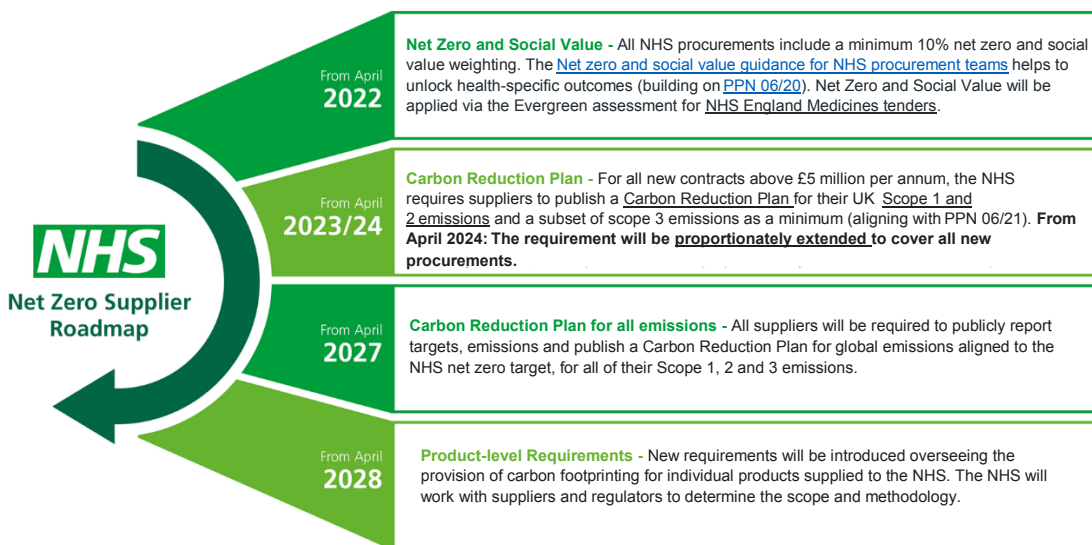 From April
2022
Net Zero and Social Value - All NHS procurements include a minimum 10% net zero and social
value weighting. The Net zero and social value guidance for NHS procurement teams helps to
unlock health-specific outcomes (building on PPN 06/20). Net Zero and Social Value will be
applied via the Evergreen assessment for NHS England Medicines tenders.
From April
2023/24
Carbon Reduction Plan - For all new contracts above £5 million per annum, the NHS
requires suppliers to publish a Carbon Reduction Plan for their UK Scope 1 and
2 emissions and a subset of scope 3 emissions as a minimum (aligning with PPN 06/21). From
April 2024: The requirement will be proportionately extended to cover all new
procurements.
NHS
Net Zero Supplier
Roadmap
From April
2027
Carbon Reduction Plan for all emissions - All suppliers will be required to publicly report
targets, emissions and publish a Carbon Reduction Plan for global emissions aligned to the
NHS net zero target, for all of their Scope 1, 2 and 3 emissions.
From April
2028
Product-level Requirements - New requirements will be introduced overseeing the
provision of carbon footprinting for individual products supplied to the NHS. The NHS will
work with suppliers and regulators to determine the scope and methodology.